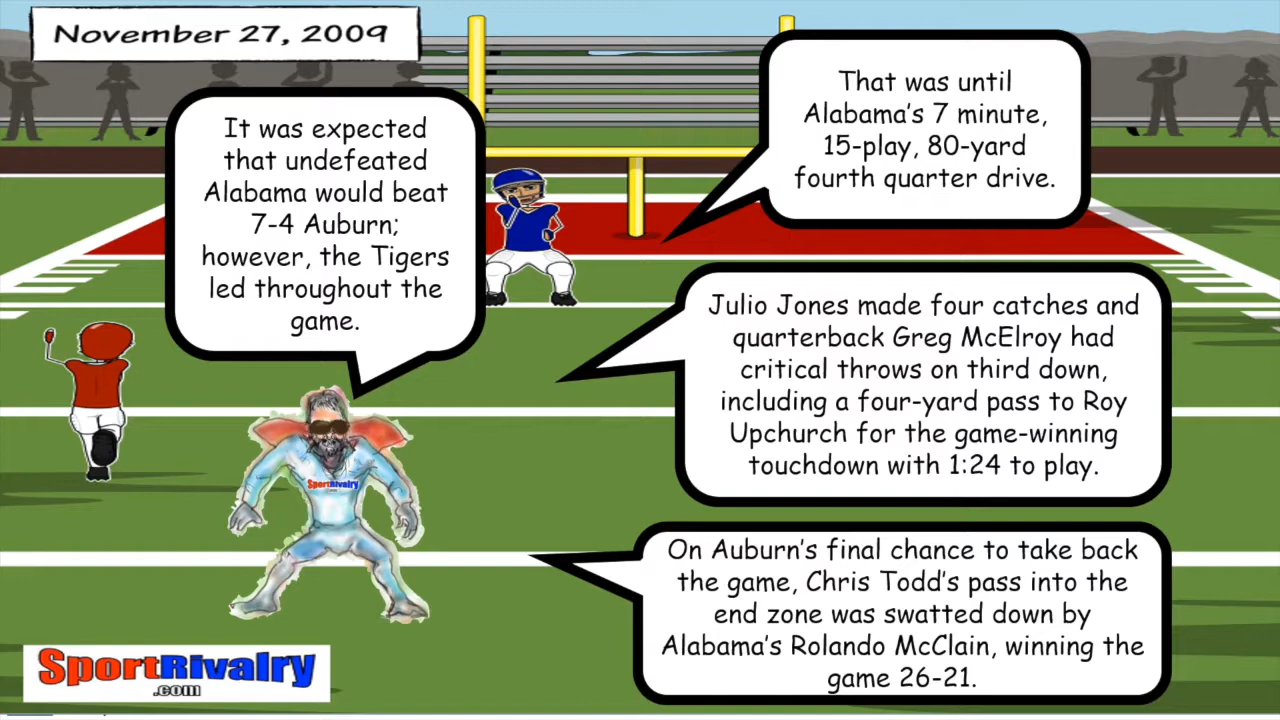 November 27, 2009
It was expected
that undefeated
Alabama would beat
7-4 Auburn;
however, the Tigers
led throughout the
game.
That was until
Alabama's 7 minute,
15-play, 80-yard
fourth quarter drive.
Julio Jones made four catches and
quarterback Greg McElroy had
critical throws on third down,
including a four-yard pass to Roy
Upchurch for the game-winning
touchdown with 1:24 to play.
On Auburn's final chance to take back
the game, Chris Todd's pass into the
end zone was swatted down by
Alabama's Rolando McClain, winning the
game 26-21.
SportRivalry
SportRivalry
.com